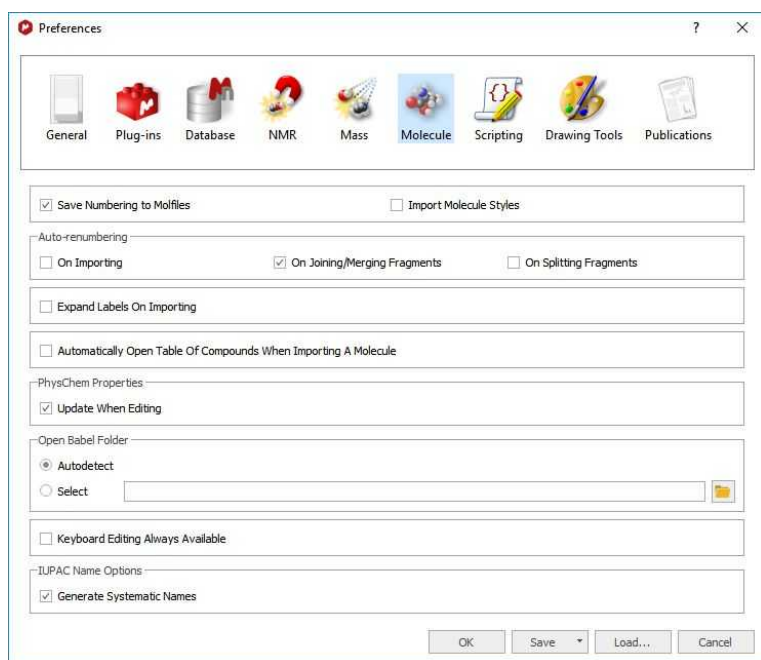 Preferences
?
General Plug-ins Database NMR Mass Molecule Scripting Drawing Tools Publications
Save Numbering to Molfiles Import Molecule Styles
Auto-renumbering
On Importing On Joining/Merging Fragments On Splitting Fragments
Expand Labels On Importing
Automatically Open Table Of Compounds When Importing A Molecule
PhysChem Properties
Update When Editing
Open Babel Folder
Autodetect
Select
Keyboard Editing Always Available
IUPAC Name Options
Generate Systematic Names
OK Save Load... Cancel